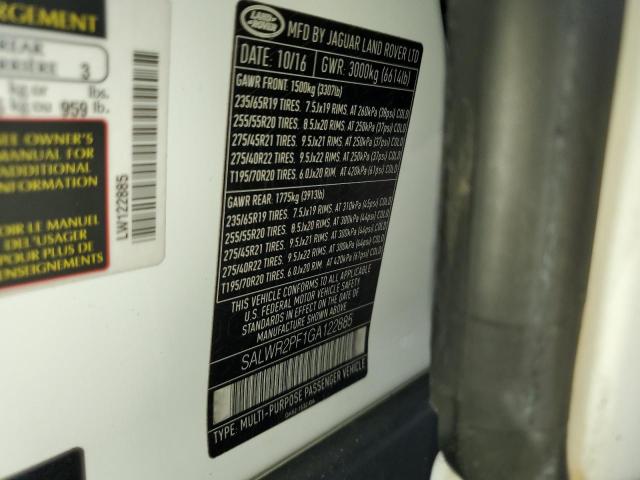 RGEMENT
REAR
ARRIÈRE 3
kg or lbs.
kg ou 959 lb.
SEE OWNER'S
MANUAL FOR
ADDITIONAL
INFORMATION
OIR LE MANUEL
DE L'USAGER
POUR PLUS DE
ENSEIGNEMENTS
LW122885
LAND
ROVER
MFD BY JAGUAR LAND ROVER LTD
DATE: 10/16 GWR: 3000kg (6614lb)
GAWR FRONT: 1500kg (3307lb)
235/65R19 TIRES. 7.5Jx19 RIMS, AT 260kPa (38psi) COLD
255/55R20 TIRES. 8.5Jx20 RIMS, AT 250kPa (37psi) COLD
275/45R21 TIRES. 9.5Jx21 RIMS, AT 250kPa (37psi) COLD
275/40R22 TIRES. 9.5Jx22 RIMS, AT 250kPa (37psi) COLD
T195/70R20 TIRES. 6.0Jx20 RIM, AT 420kPa (61psi) COLD
GAWR REAR: 1775kg (3913lb)
235/65R19 TIRES. 7.5Jx19 RIMS, AT 310kPa (45psi) COLD
255/55R20 TIRES. 8.5Jx20 RIMS, AT 300kPa (44psi) COLD
275/45R21 TIRES. 9.5Jx21 RIMS, AT 300kPa (44psi) COLD
275/40R22 TIRES. 9.5Jx22 RIMS, AT 300kPa (44psi) COLD
T195/70R20 TIRES. 6.0Jx20 RIM, AT 420kPa (61psi) COLD
THIS VEHICLE CONFORMS TO ALL APPLICABLE
U.S. FEDERAL MOTOR VEHICLE SAFETY
STANDARDS IN EFFECT ON THE DATE OF
MANUFACTURE SHOWN ABOVE.
SALWR2PF1GA122885
TYPE: MULTI-PURPOSE PASSENGER VEHICLE